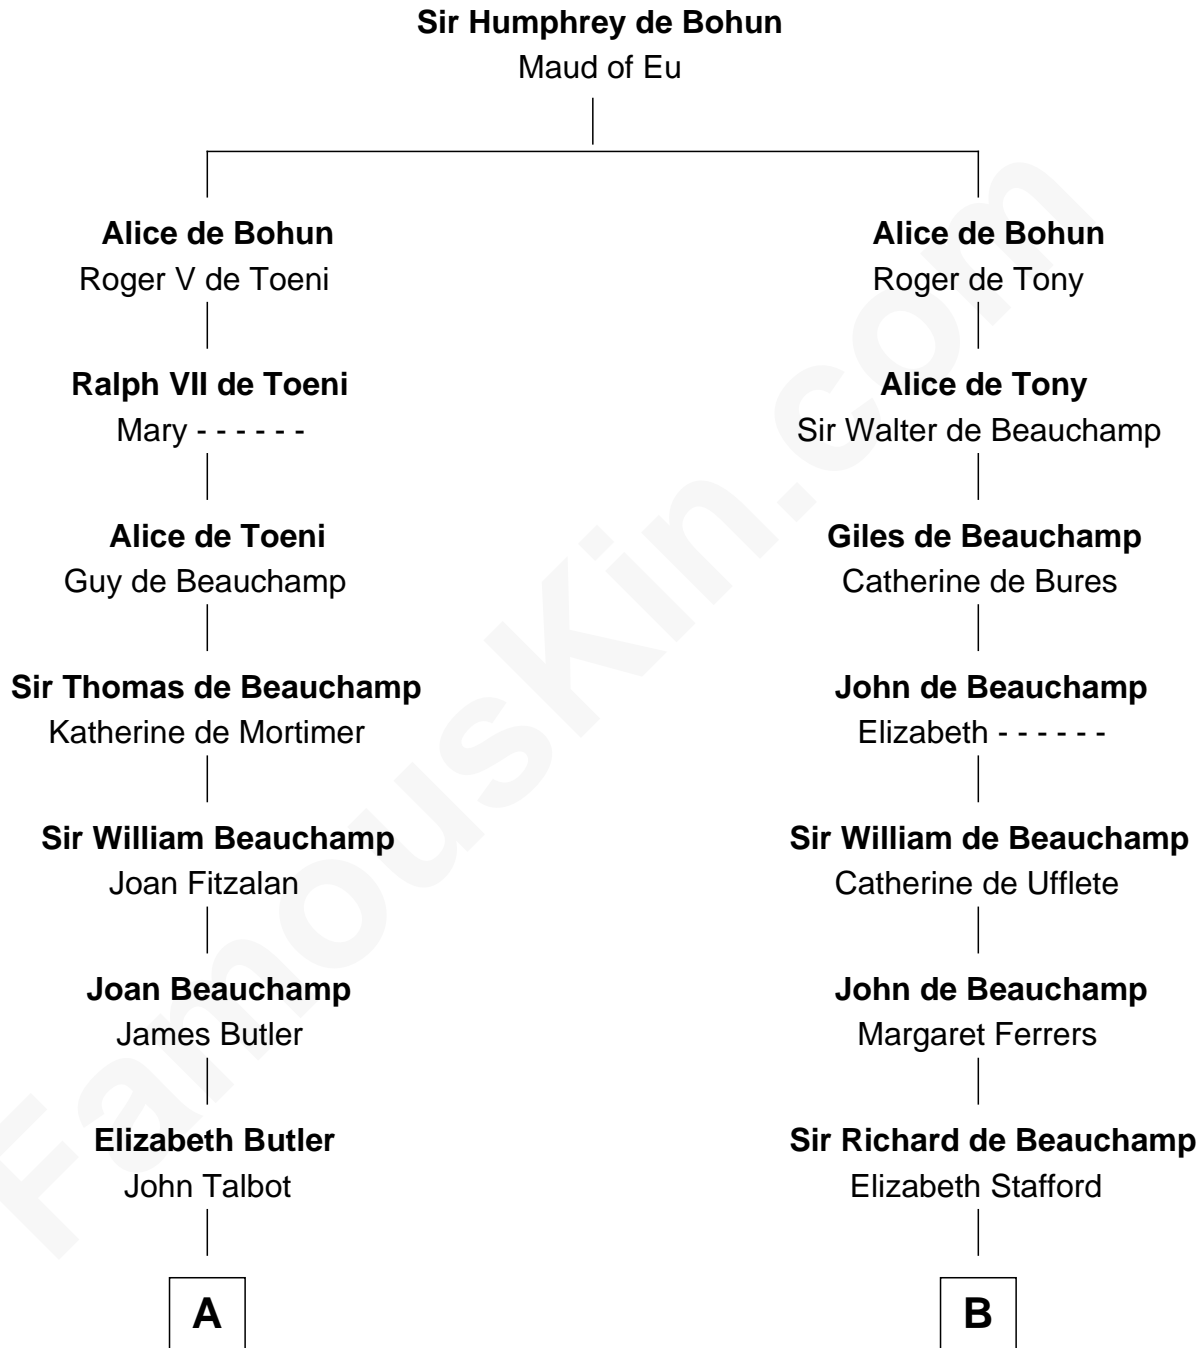 Sir Humphrey de Bohun
Maud of Eu
Alice de Bohun
Roger V de Toeni
Ralph VII de Toeni
Mary - - - - - -
Alice de Toeni
Guy de Beauchamp
Sir Thomas de Beauchamp
Katherine de Mortimer
Sir William Beauchamp
Joan Fitzalan
Joan Beauchamp
James Butler
Elizabeth Butler
John Talbot
A
Alice de Bohun
Roger de Tony
Alice de Tony
Sir Walter de Beauchamp
Giles de Beauchamp
Catherine de Bures
John de Beauchamp
Elizabeth - - - - - -
Sir William de Beauchamp
Catherine de Ufflete
John de Beauchamp
Margaret Ferrers
Sir Richard de Beauchamp
Elizabeth Stafford
B
FamousKin.com